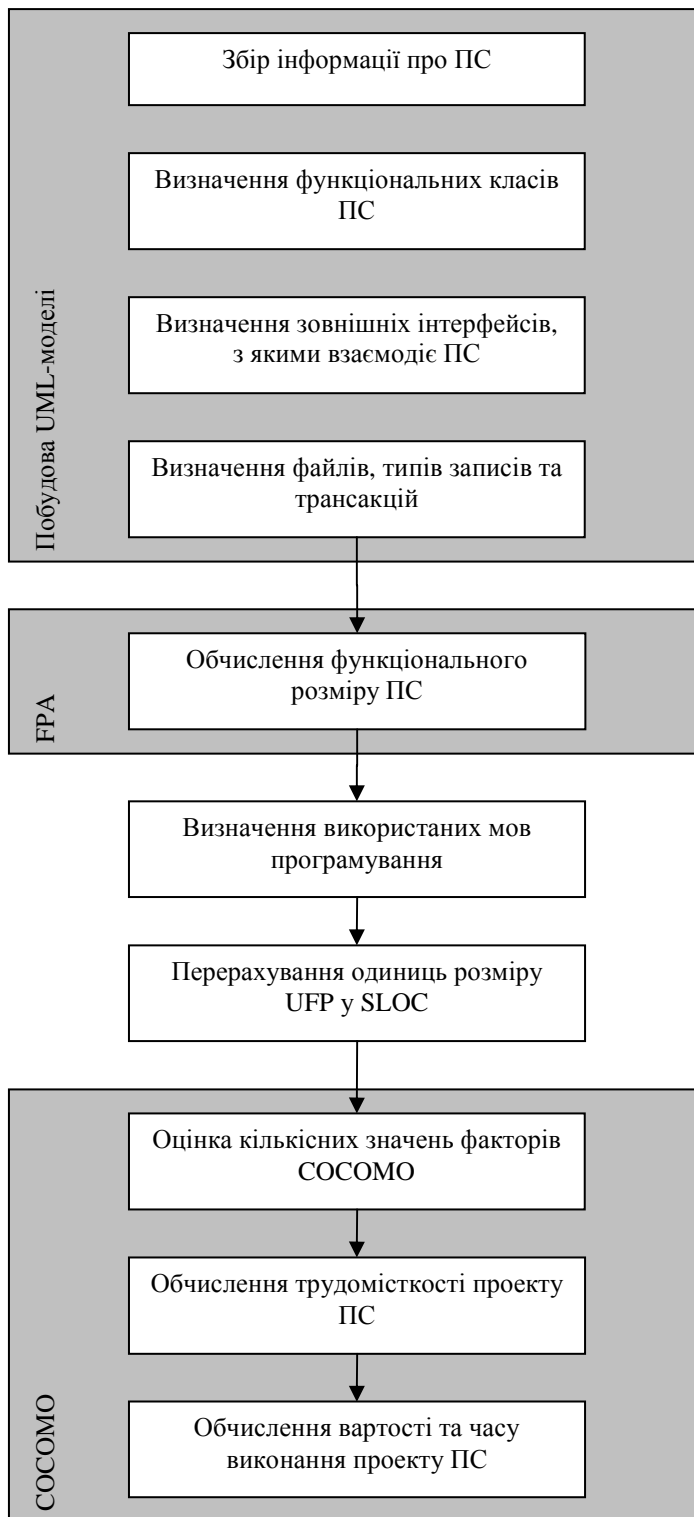 Збір інформації про ПС
Визначення функціональних класів
ПС
Визначення зовнішніх інтерфейсів,
з якими взаємодіє ПС
Визначення файлів, типів записів та
трансакцій
Побудова UML-моделі
Обчислення функціонального
розміру ПС
FPA
Визначення використаних мов
програмування
Перерахування одиниць розміру
UFP у SLOC
Оцінка кількісних значень факторів
COCOMO
Обчислення трудомісткості проекту
ПС
Обчислення вартості та часу
виконання проекту ПС
COCOMO